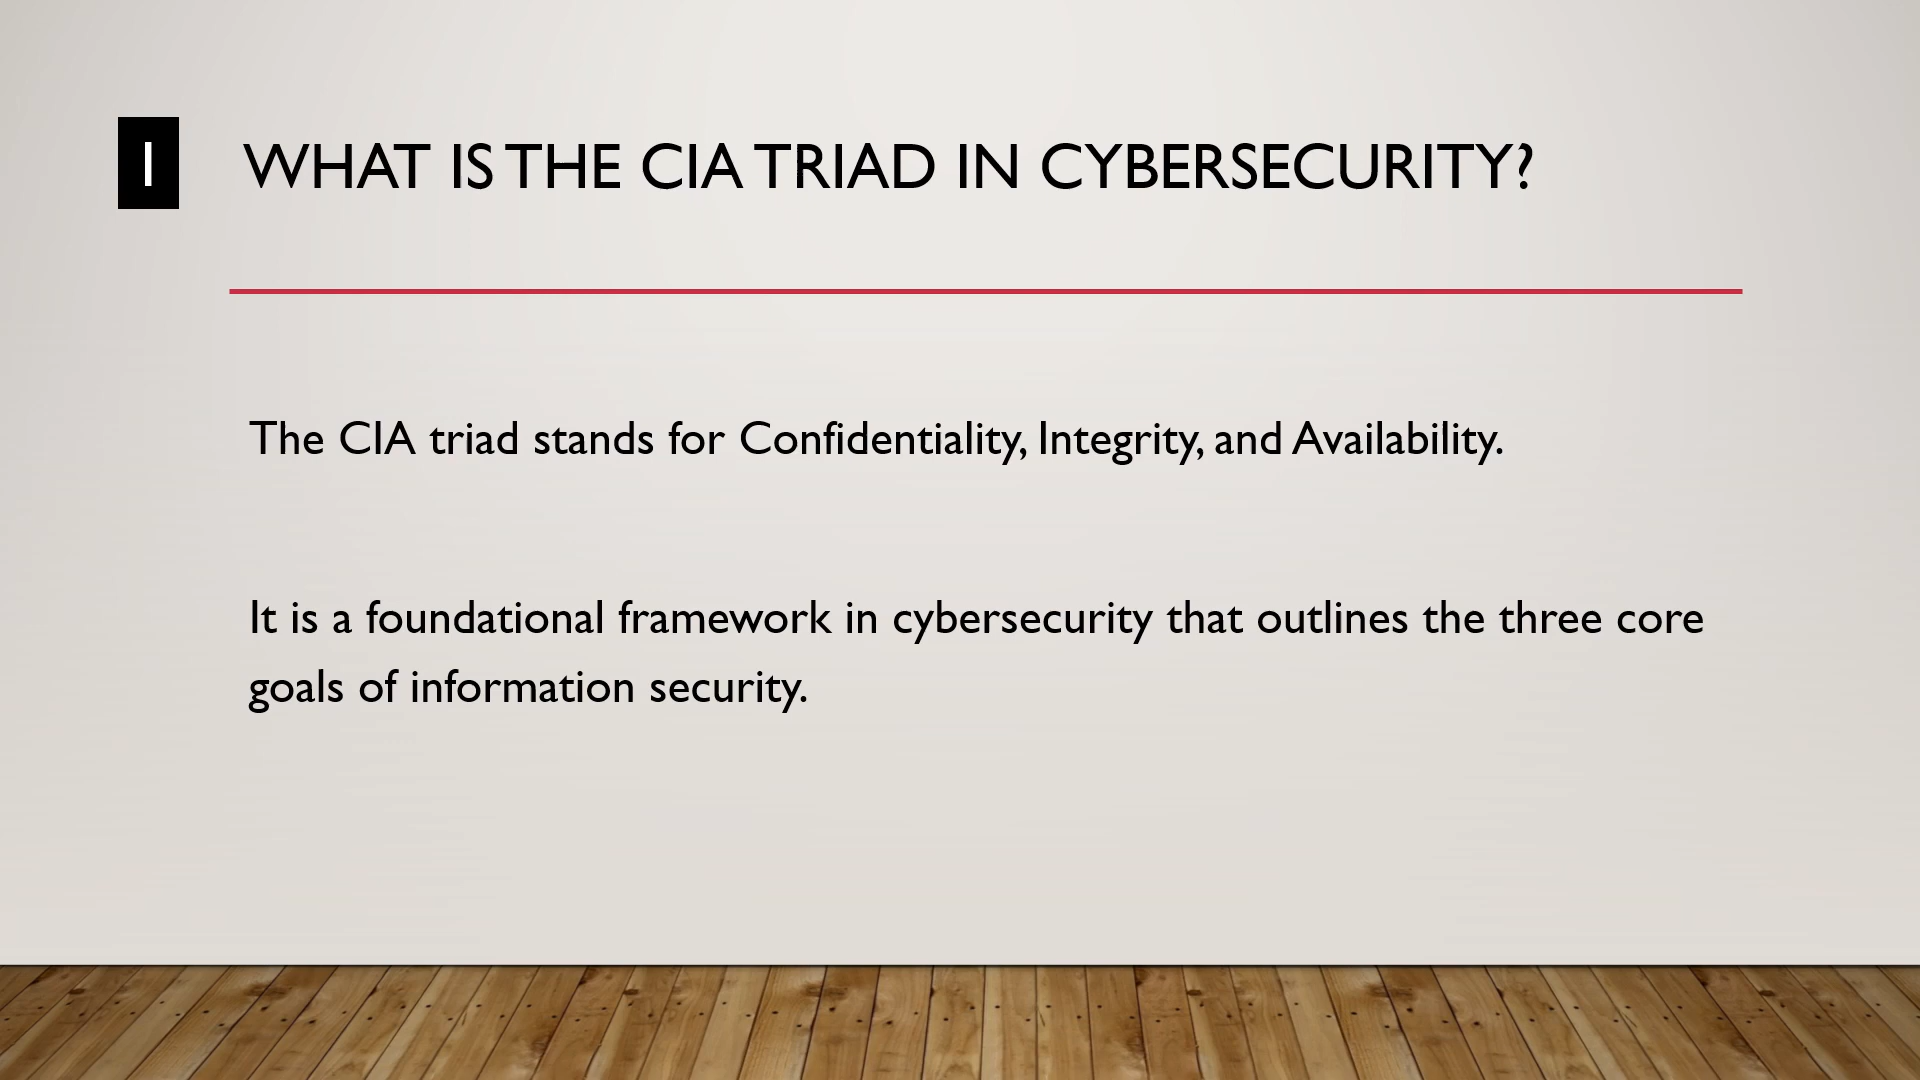 1
WHAT IS THE CIA TRIAD IN CYBERSECURITY?
The CIA triad stands for Confidentiality, Integrity, and Availability.
It is a foundational framework in cybersecurity that outlines the three core
goals of information security.